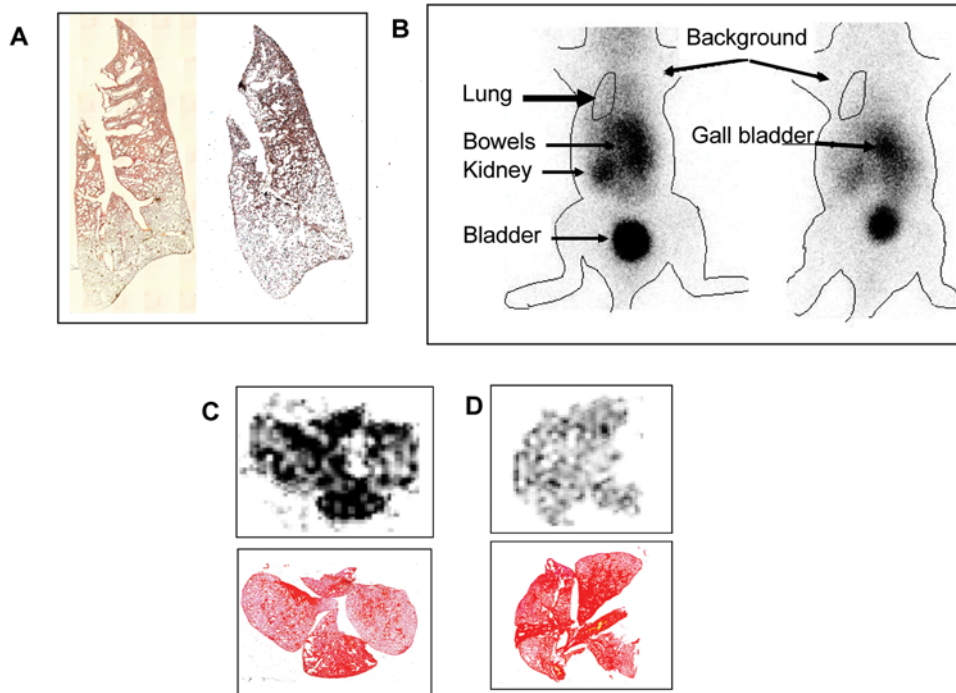 A
B
Background
Lung
Bowels
Gall bladder
Kidney
Bladder
C
D